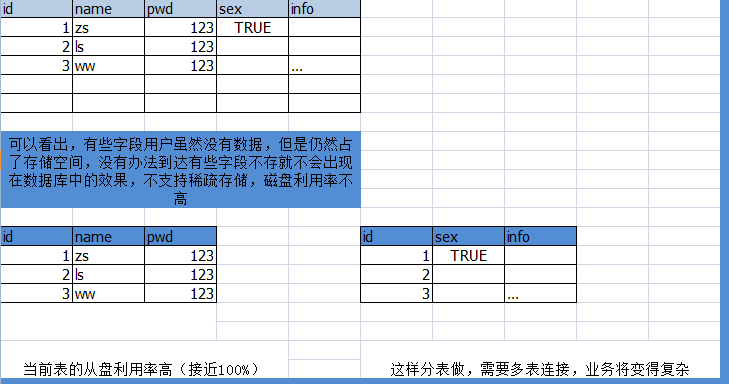 id name pwd sex info
1 zs 123 TRUE
2 ls 123
3 ww 123 ...
可以看出，有些字段用户虽然没有数据，但是仍然占
了存储空间，没有办法到达有些字段不存就不会出现
在数据库中的效果，不支持稀疏存储，磁盘利用率不
高
id name pwd id sex info
1 zs 123 1 TRUE
2 ls 123 2
3 ww 123 3 ...
当前表的从盘利用率高（接近100%） 这样分表做，需要多表连接，业务将变得复杂